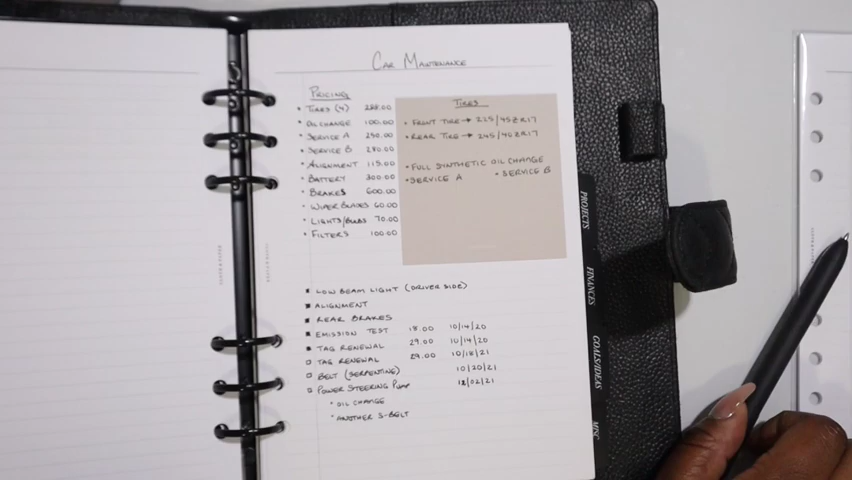 Car Maintenance
Pricing
• Tires (4) 288.00
• Oil Change 100.00
• Service A 250.00
• Service B 280.00
• Alignment 115.00
• Battery 300.00
• Brakes 600.00
• Wiper Blades 60.00
• Lights/Bulbs 70.00
• Filters 100.00
Tires
• Front Tire → 225/45ZR17
• Rear Tire → 245/40ZR17
• Full Synthetic Oil Change
• Service A • Service B
Low Beam Light (Driver Side)
Alignment
Rear Brakes
Emission Test 18.00 10/14/20
Tag Renewal 29.00 10/14/20
Tag Renewal 29.00 10/18/21
Belt (Serpentine) 10/20/21
Power Steering Pump 12/02/21
• Oil Change
• Another S-Belt
PROJECTS
FINANCES
GOALS/IDEAS
MISC